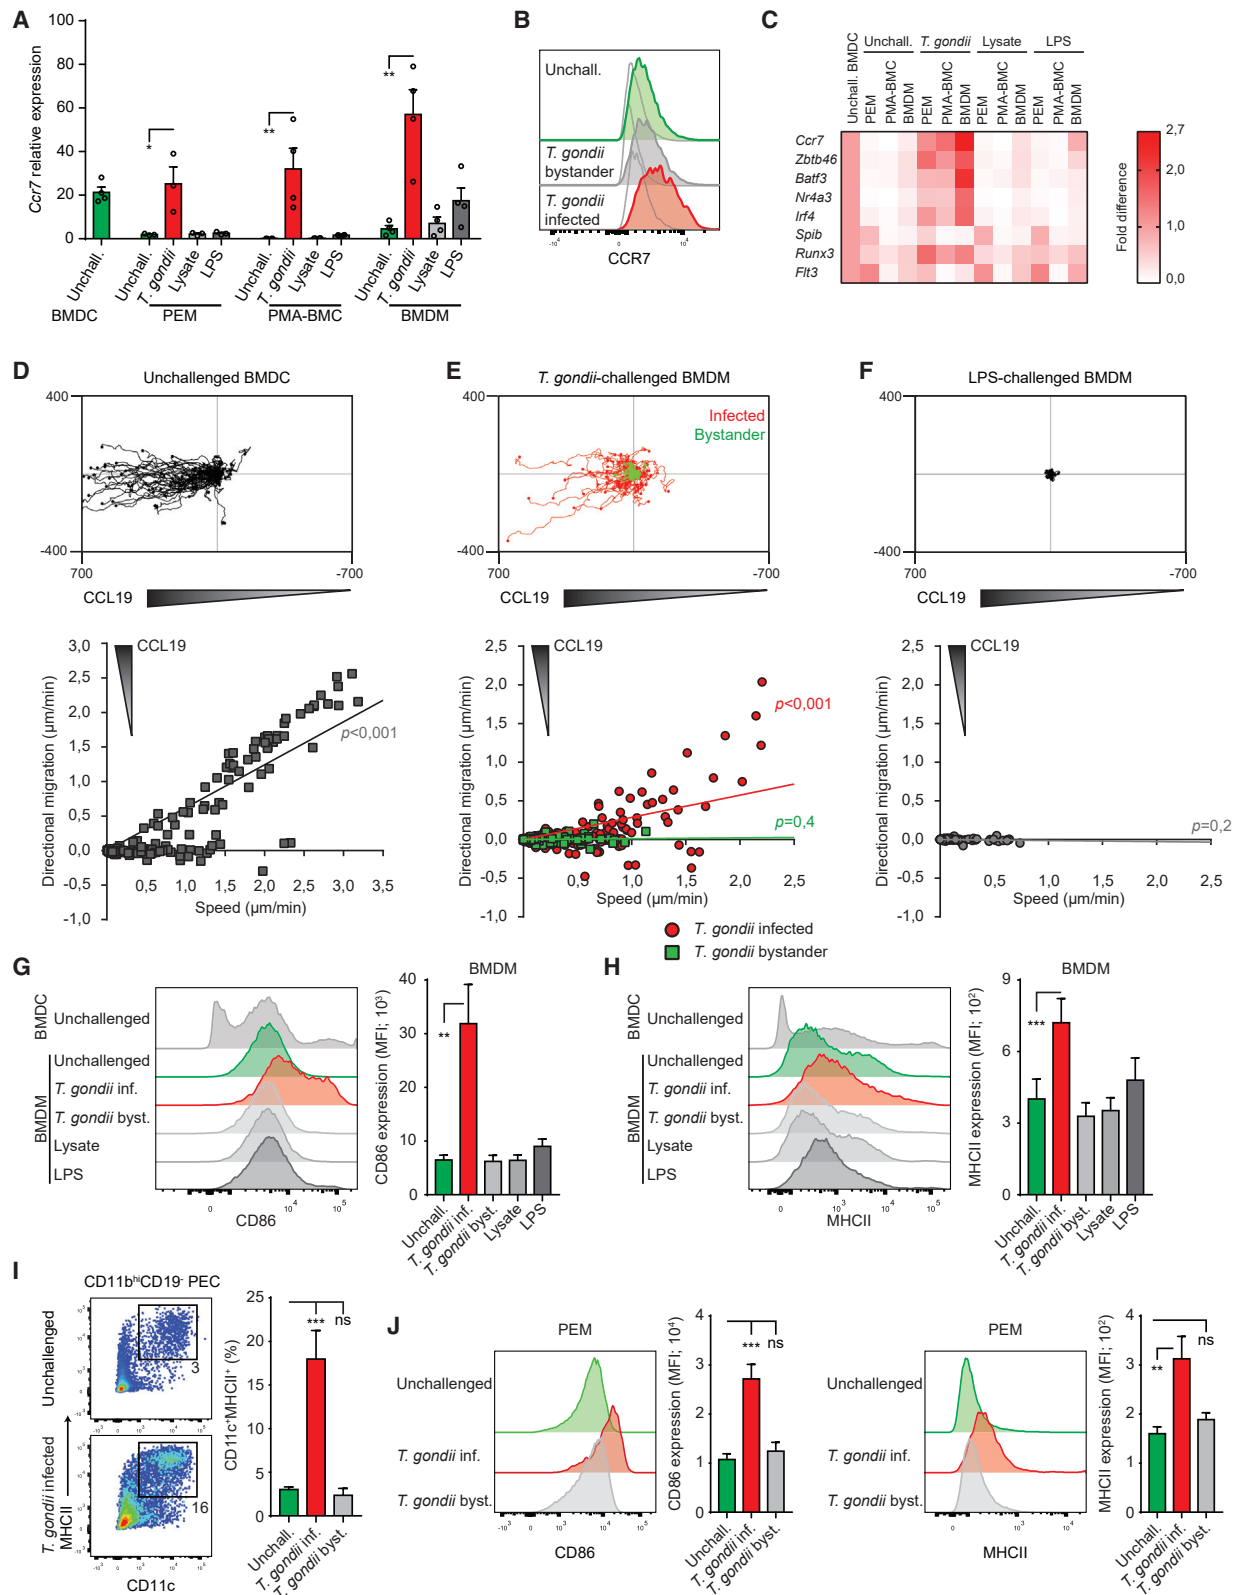 A
100
80
60
40
20
0
Ccr7 relative expression
*
**
**
Unchall.
Unchall.
T. gondii
Lysate
LPS
Unchall.
T. gondii
Lysate
LPS
Unchall.
T. gondii
Lysate
LPS
BMDC
PEM
PMA-BMC
BMDM
B
Unchall.
T. gondii
bystander
T. gondii
infected
0
CCR7
C
Unchall.
T. gondii
Lysate
LPS
Unchall. BMDC
PEM
PMA-BMC
BMDM
PEM
PMA-BMC
BMDM
PEM
PMA-BMC
BMDM
PEM
PMA-BMC
BMDM
Ccr7
Zbtb46
Batf3
Nr4a3
Irf4
Spib
Runx3
Flt3
2,7
2,0
1,0
0,0
Fold difference
D
Unchallenged BMDC
400
-400
700
-700
CCL19
3,0
2,5
2,0
1,5
1,0
0,5
0,0
-0,5
-1,0
Directional migration (µm/min)
CCL19
p<0,001
0,5
1,0
1,5
2,0
2,5
3,0
3,5
Speed (µm/min)
E
T. gondii-challenged BMDM
400
Infected
Bystander
-400
700
-700
CCL19
2,5
2,0
1,5
1,0
0,5
0,0
-0,5
-1,0
Directional migration (µm/min)
CCL19
p<0,001
p=0,4
0,5
1,0
1,5
2,0
2,5
Speed (µm/min)
T. gondii infected
T. gondii bystander
F
LPS-challenged BMDM
400
-400
700
-700
CCL19
2,5
2,0
1,5
1,0
0,5
0,0
-0,5
-1,0
Directional migration (µm/min)
CCL19
p=0,2
0,5
1,0
1,5
2,0
2,5
Speed (µm/min)
G
BMDC
Unchallenged
BMDM
Unchallenged
T. gondii inf.
T. gondii byst.
Lysate
LPS
0
10⁴
10⁵
CD86
BMDM
40
30
20
10
0
CD86 expression (MFI; 10³)
**
Unchall.
T. gondii inf.
T. gondii byst.
Lysate
LPS
H
BMDC
Unchallenged
BMDM
Unchallenged
T. gondii inf.
T. gondii byst.
Lysate
LPS
0
10³
10⁴
10⁵
MHCII
BMDM
9
6
3
0
MHCII expression (MFI; 10²)
***
Unchall.
T. gondii inf.
T. gondii byst.
Lysate
LPS
I
CD11bʰⁱCD19⁻ PEC
Unchallenged
3
T. gondii infected
16
MHCII
CD11c
25
20
15
10
5
0
CD11c⁺MHCII⁺ (%)
***
ns
Unchall.
T. gondii inf.
T. gondii byst.
J
PEM
Unchallenged
T. gondii inf.
T. gondii byst.
-10³
0
10³
10⁴
10⁵
CD86
4
3
2
1
0
CD86 expression (MFI; 10⁴)
***
ns
Unchall.
T. gondii inf.
T. gondii byst.
PEM
Unchallenged
T. gondii inf.
T. gondii byst.
0
10³
10⁴
MHCII
4
3
2
1
0
MHCII expression (MFI; 10²)
**
ns
Unchall.
T. gondii inf.
T. gondii byst.